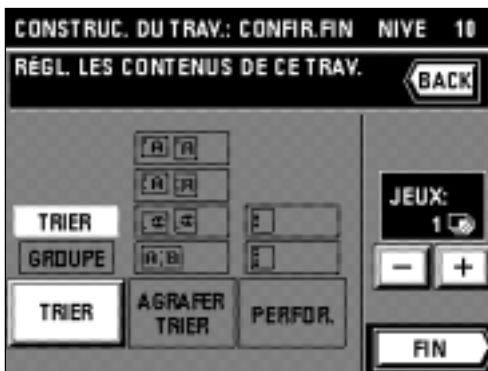 CONSTRUC. DU TRAV.: CONFIR.FIN NIVE 10
RÉGL. LES CONTENUS DE CE TRAV.
BACK
JEUX:
1
TRIER
GROUPE
− +
TRIER
AGRAFER
TRIER
PERFOR.
FIN